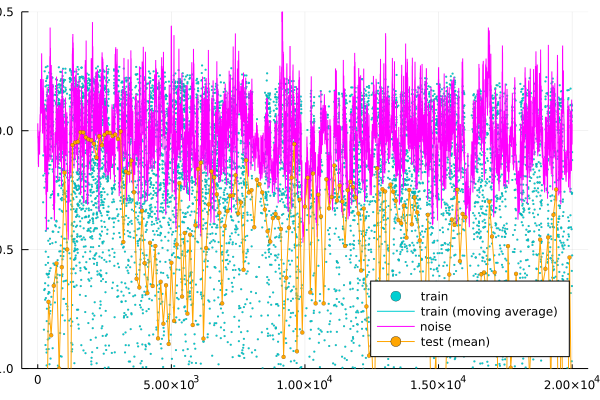 0.5
0.0
0.5
1.0
0
5.00×10³
1.00×10⁴
1.50×10⁴
2.00×10⁴
train
train (moving average)
noise
test (mean)